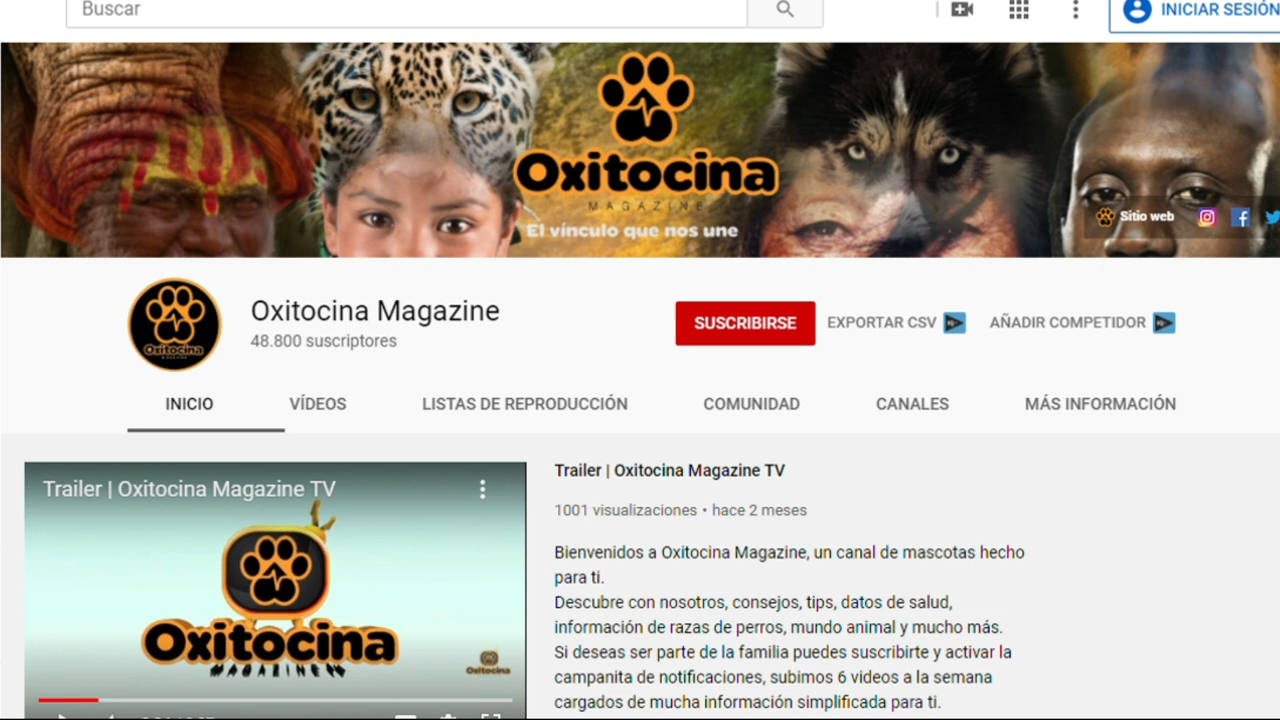 Buscar
INICIAR SESIÓN
Oxitocina
MAGAZINE
El vínculo que nos une
Sitio web
Oxitocina
Oxitocina Magazine
48.800 suscriptores
SUSCRIBIRSE
EXPORTAR CSV
AÑADIR COMPETIDOR
INICIO
VÍDEOS
LISTAS DE REPRODUCCIÓN
COMUNIDAD
CANALES
MÁS INFORMACIÓN
Trailer | Oxitocina Magazine TV
Oxitocina
Oxitocina
Trailer | Oxitocina Magazine TV
1001 visualizaciones • hace 2 meses
Bienvenidos a Oxitocina Magazine, un canal de mascotas hecho
para ti.
Descubre con nosotros, consejos, tips, datos de salud,
información de razas de perros, mundo animal y mucho más.
Si deseas ser parte de la familia puedes suscribirte y activar la
campanita de notificaciones, subimos 6 videos a la semana
cargados de mucha información simplificada para ti.